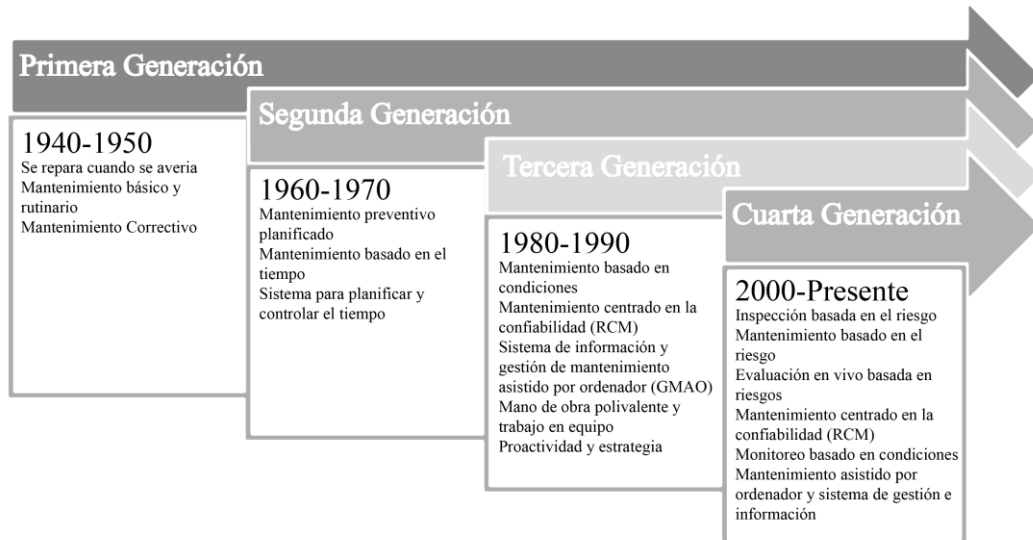 Primera Generación
1940-1950
Se repara cuando se averia
Mantenimiento básico y
rutinario
Mantenimiento Correctivo
Segunda Generación
1960-1970
Mantenimiento preventivo
planificado
Mantenimiento basado en el
tiempo
Sistema para planificar y
controlar el tiempo
Tercera Generación
1980-1990
Mantenimiento basado en
condiciones
Mantenimiento centrado en la
confiabilidad (RCM)
Sistema de información y
gestión de mantenimiento
asistido por ordenador (GMAO)
Mano de obra polivalente y
trabajo en equipo
Proactividad y estrategia
Cuarta Generación
2000-Presente
Inspección basada en el riesgo
Mantenimiento basado en el
riesgo
Evaluación en vivo basada en
riesgos
Mantenimiento centrado en la
confiabilidad (RCM)
Monitoreo basado en condiciones
Mantenimiento asistido por
ordenador y sistema de gestión e
información